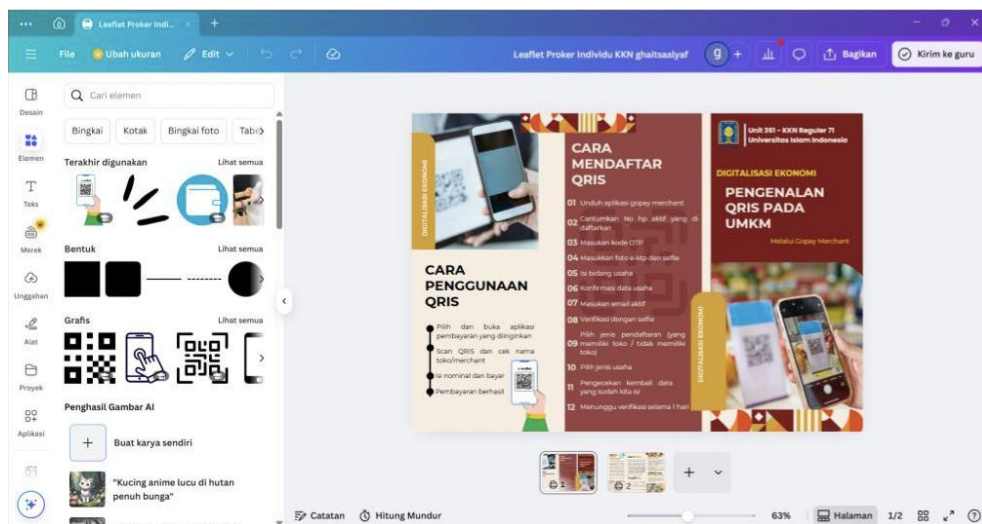 Leaflet Proker Indi...
File
Ubah ukuran
Edit
Leaflet Proker Individu KKN ghaitsaalyaf
g
Bagikan
Kirim ke guru
Desain
Elemen
Teks
Merek
Unggahan
Alat
Proyek
Aplikasi
Cari elemen
Bingkai
Kotak
Bingkai foto
Terakhir digunakan
Lihat semua
Bentuk
Lihat semua
Grafis
Lihat semua
Penghasil Gambar AI
Buat karya sendiri
"Kucing anime lucu di hutan
penuh bunga"
DIGITALISASI EKONOMI
CARA
PENGGUNAAN
QRIS
Pilih dan buka aplikasi
pembayaran yang diinginkan
Scan QRIS dan cek nama
toko/merchant
Isi nominal dan bayar
Pembayaran berhasil
CARA
MENDAFTAR
QRIS
01 Unduh aplikasi gopay merchant
02 Cantumkan No hp aktif yang di
daftarkan
03 Masukan kode OTP
04 Masukkan foto e-ktp dan selfie
05 Isi bidang usaha
06 Konfirmasi data usaha
07 Masukan email aktif
08 Verifikasi dengan selfie
Pilih jenis pendaftaran (yang
09 memiliki toko / tidak memiliki
toko)
10 Pilih jenis usaha
11 Pengecekan kembali data
yang sudah kita isi
12 Menunggu verifikasi selama 1 hari
Unit 381 - KKN Reguler 71
Universitas Islam Indonesia
DIGITALISASI EKONOMI
PENGENALAN
QRIS PADA
UMKM
Melalui Gopay Merchant
DIGITALISASI EKONOMI
1
2
Catatan
Hitung Mundur
63%
Halaman
1/2